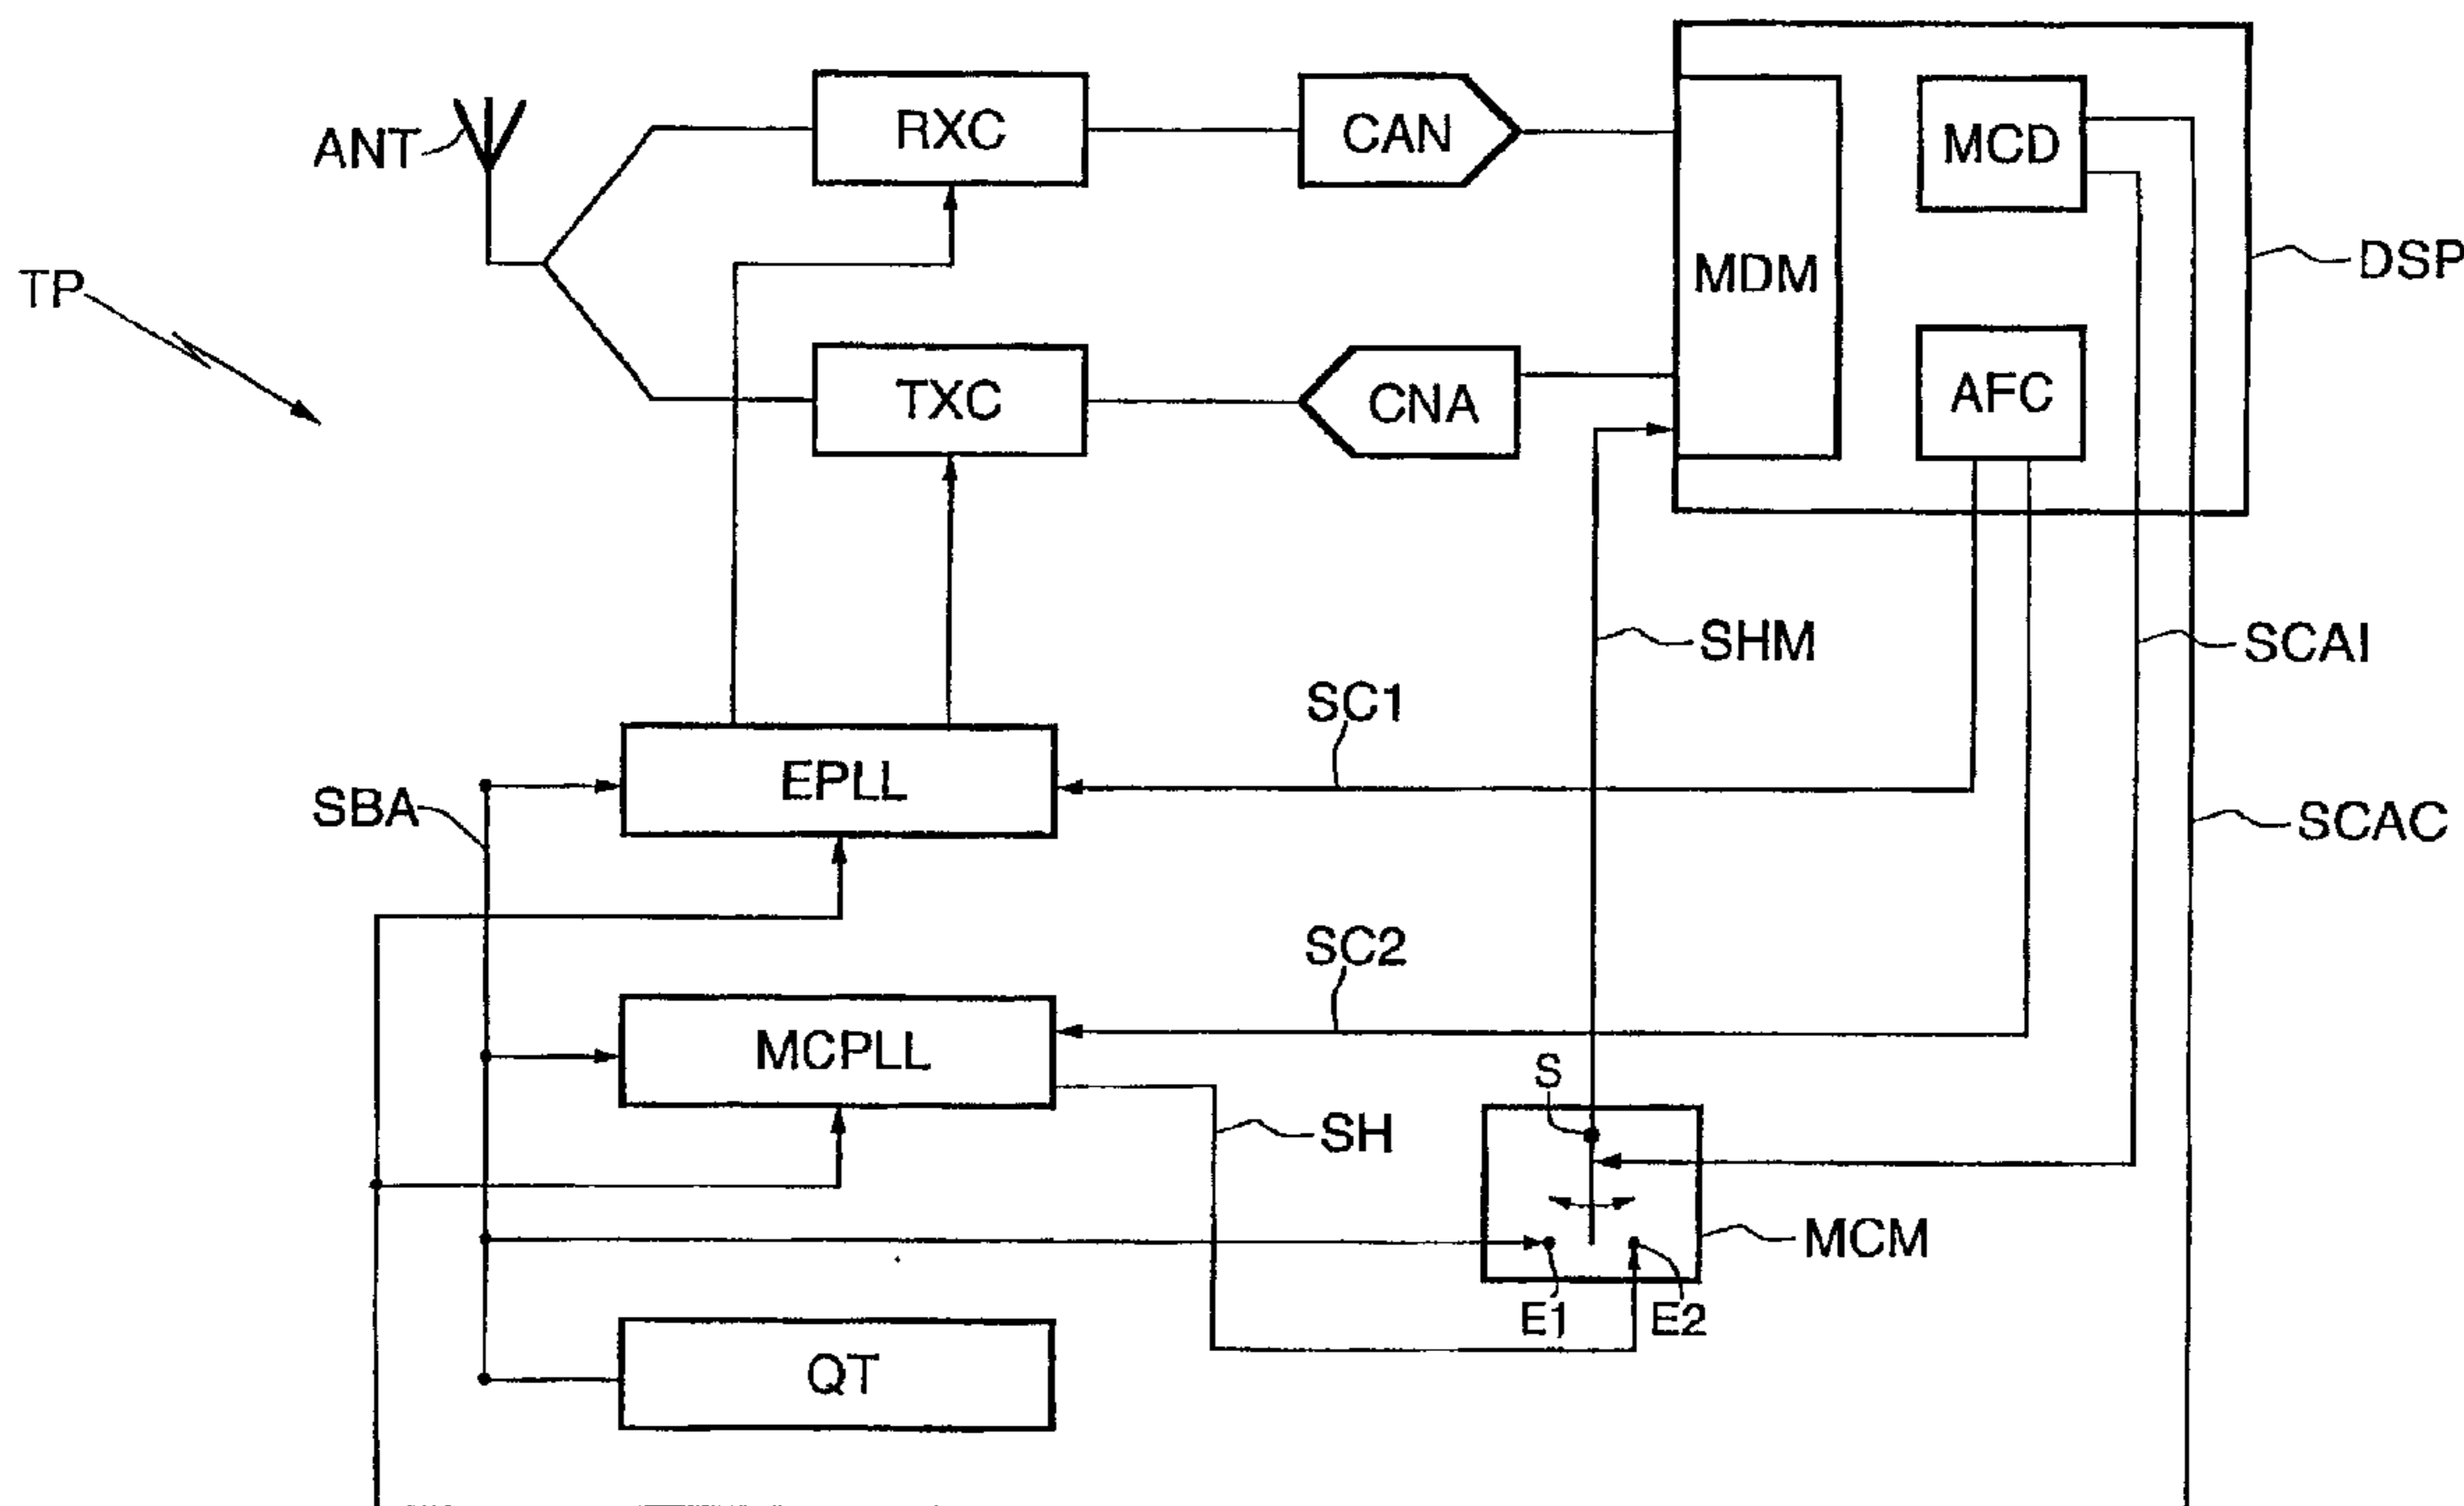 RXC
CAN
MCD
ANT
MDM
DSP
TP
TXC
CNA
AFC
SHM
SCAI
SC1
EPLL
SBA
SCAC
SC2
MCPLL
S
SH
MCM
E1
E2
QT